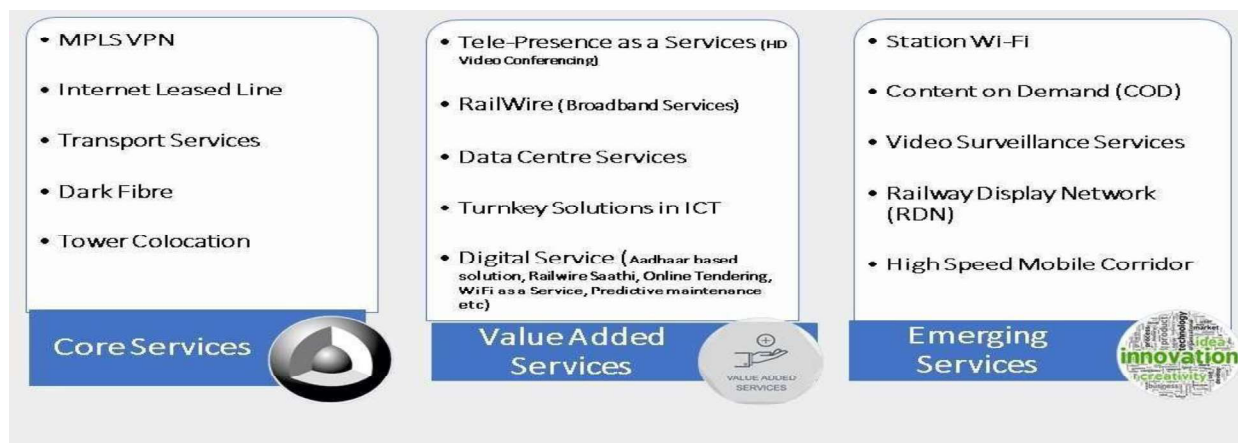 • MPLS VPN
• Internet Leased Line
• Transport Services
• Dark Fibre
• Tower Colocation
Core Services
• Tele-Presence as a Services (HD
Video Conferencing)
• RailWire (Broadband Services)
• Data Centre Services
• Turnkey Solutions in ICT
• Digital Service (Aadhaar based
solution, Railwire Saathi, Online Tendering,
WiFi as a Service, Predictive maintenance
etc)
Value Added
Services
VALUE ADDED
SERVICES
• Station Wi-Fi
• Content on Demand (COD)
• Video Surveillance Services
• Railway Display Network
(RDN)
• High Speed Mobile Corridor
Emerging
Services
product
technology
market
idea
innovation
creativity
business